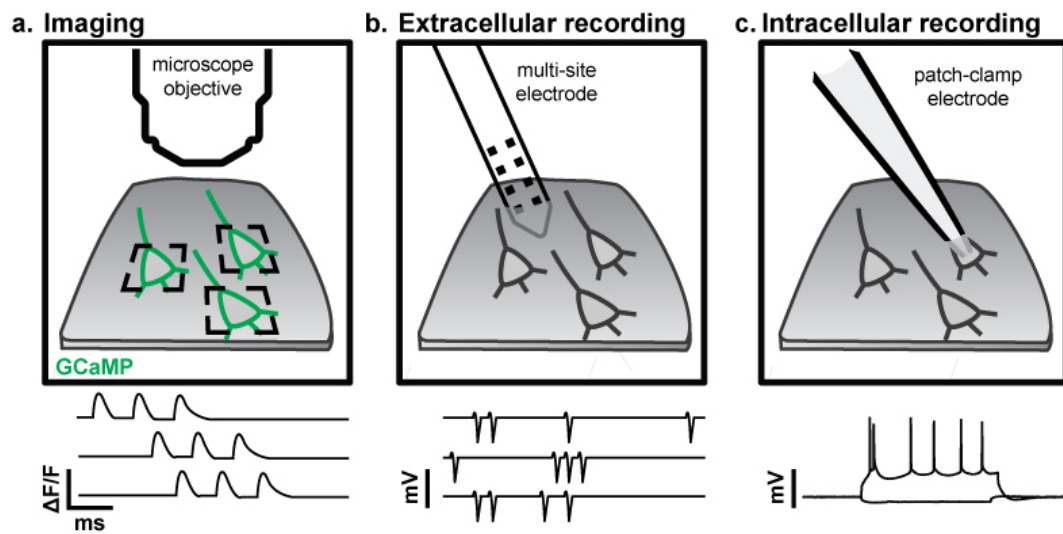 a. Imaging
microscope
objective
GCaMP
ΔF/F
ms
b. Extracellular recording
multi-site
electrode
mV
c. Intracellular recording
patch-clamp
electrode
mV